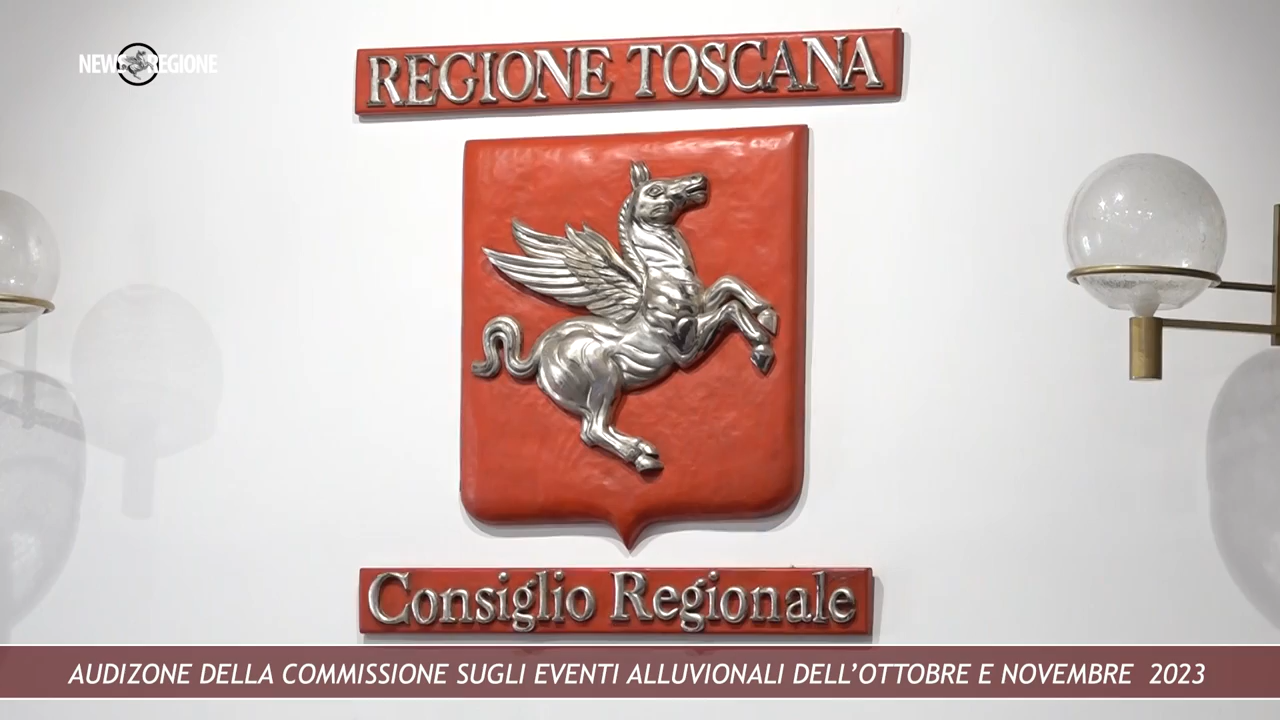 NEWS REGIONE
REGIONE TOSCANA
Consiglio Regionale
AUDIZONE DELLA COMMISSIONE SUGLI EVENTI ALLUVIONALI DELL’OTTOBRE E NOVEMBRE 2023